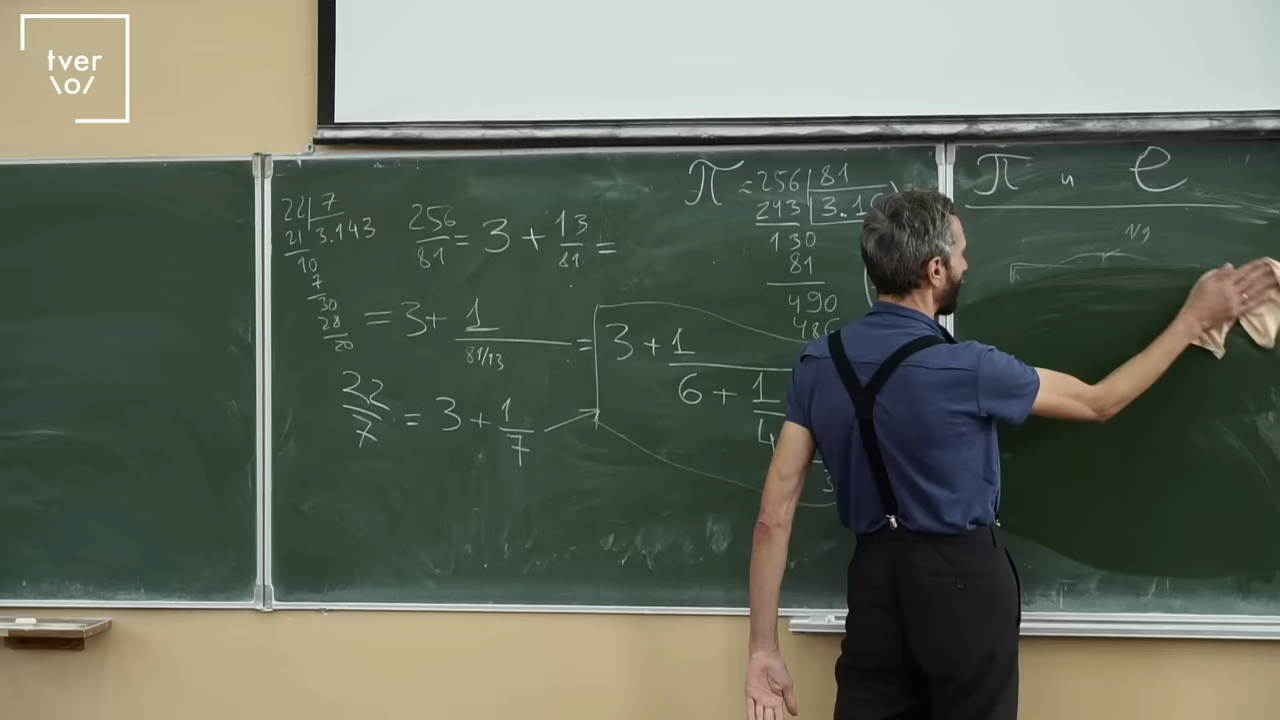 tver
\o/
22 7
21 3.143
10
7
30
28
20
256/81 = 3 + 13/81 =
= 3 + 1/(81/13) = 3 + 1/(6 + 1/4
22/7 = 3 + 1/7
π = 256 81
243 3.1
130
81
490
486
π и e